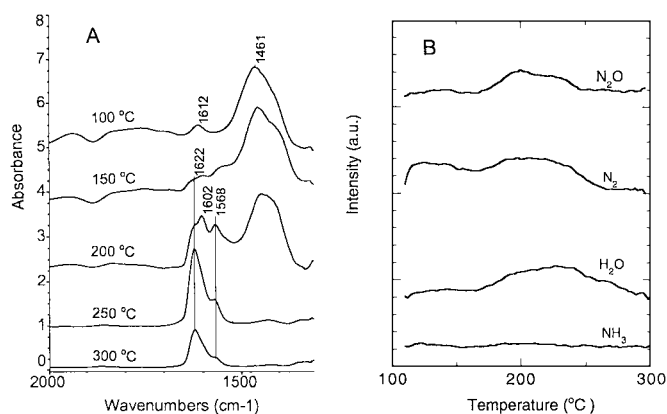 A
8
7
6
5
4
3
2
1
0
Absorbance
1461
1612
1622
1602
1568
100 °C
150 °C
200 °C
250 °C
300 °C
2000
1500
Wavenumbers (cm-1)
B
Intensity (a.u.)
N₂O
N₂
H₂O
NH₃
100
200
300
Temperature (°C)